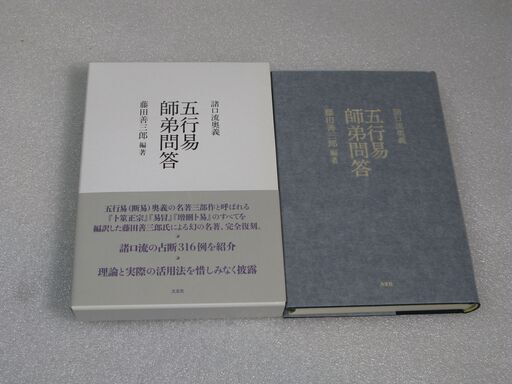 諸口流奥義
五行易
師弟問答
藤田善三郎 編著
五行易(断易)奥義の名著三部作と呼ばれる
『卜筮正宗』『易冒』『増刪卜易』のすべてを
編訳した藤田善三郎氏による幻の名著、完全復刻。
諸口流の占断316例を紹介
理論と実際の活用法を惜しみなく披露
太玄社
諸口流奥義
五行易
師弟問答
藤田善三郎 編著
太玄社